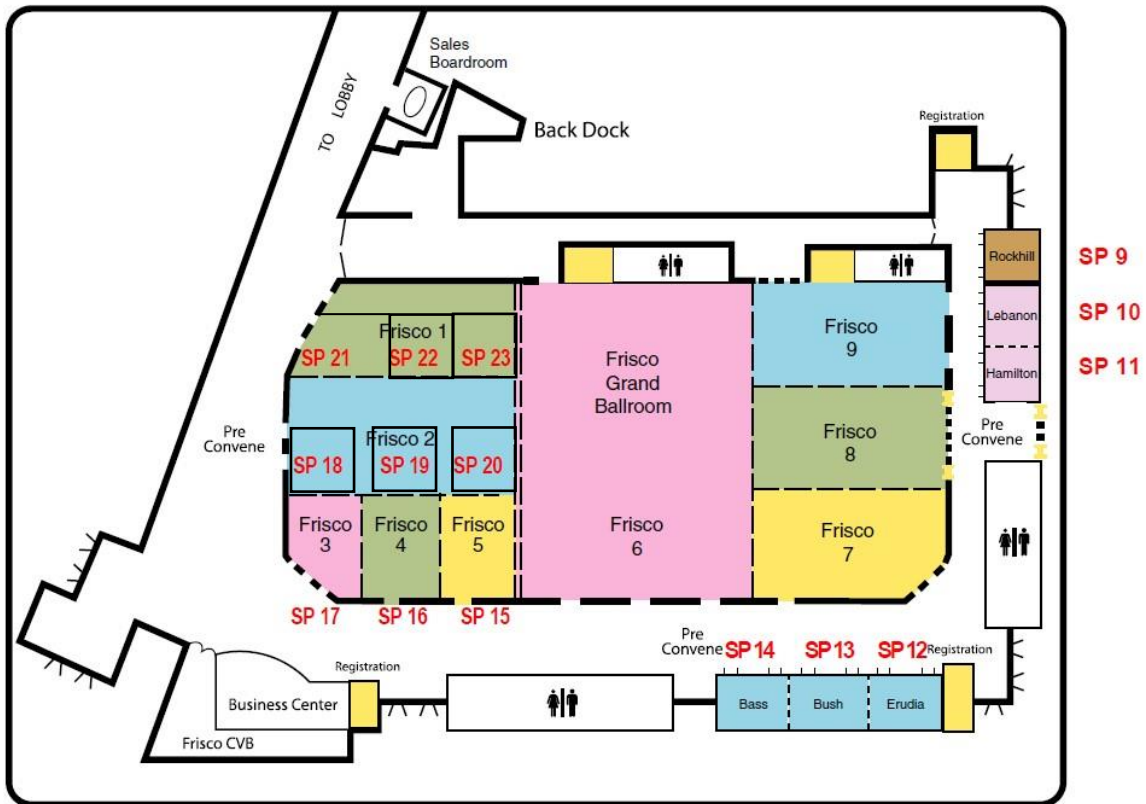 Sales
Boardroom
TO LOBBY
Back Dock
Registration
Rockhill
SP 9
Lebanon
SP 10
Hamilton
SP 11
Frisco 1
SP 21
SP 22
SP 23
Frisco
Grand
Ballroom
Frisco
9
Pre
Convene
Frisco 2
SP 18
SP 19
SP 20
Frisco
8
Pre
Convene
Frisco
3
Frisco
4
Frisco
5
Frisco
6
Frisco
7
SP 17
SP 16
SP 15
Pre
Convene
SP 14
SP 13
SP 12
Registration
Registration
Business Center
Bass
Bush
Erudia
Frisco CVB